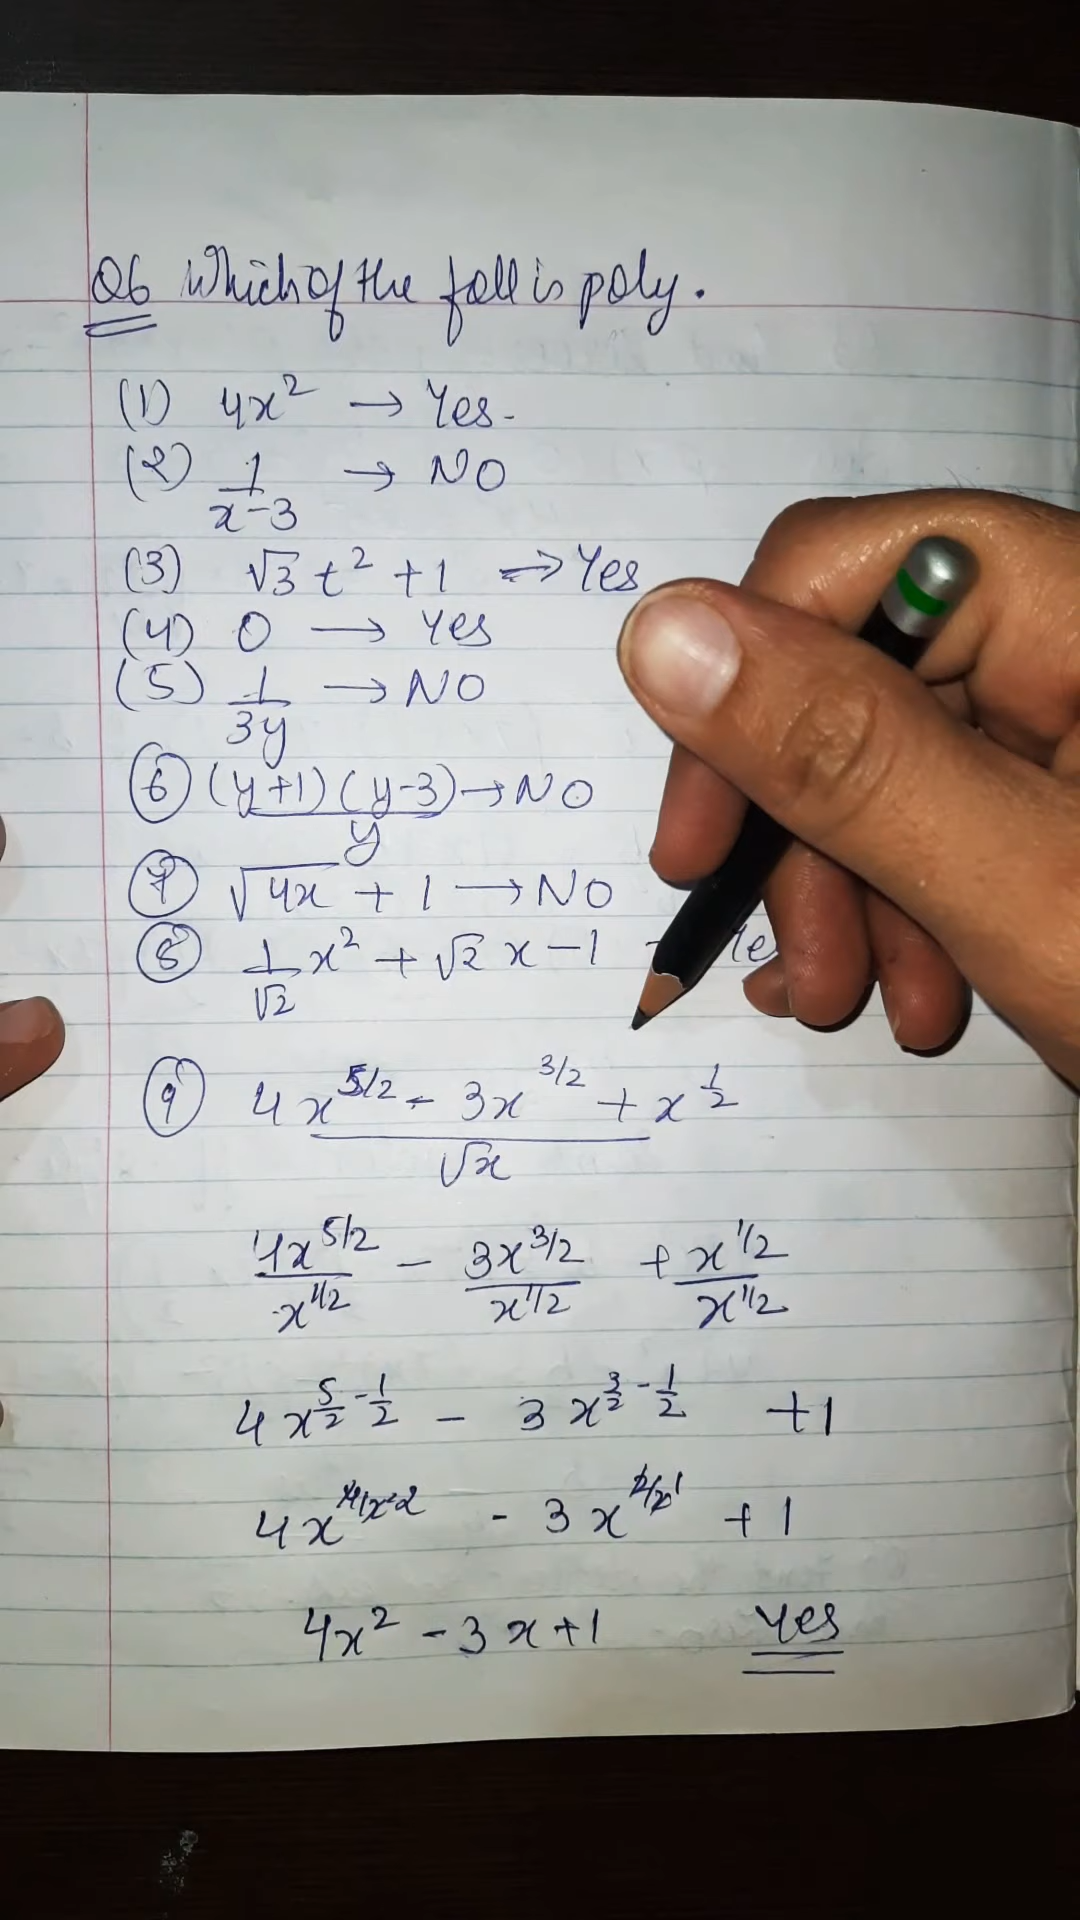 Q6 Which of the foll is poly.
(1) 4x² → Yes-
(2) 1/(x-3) → NO
(3) √3 t² + 1 → Yes
(4) 0 → Yes
(5) 1/3y → NO
(6) (y+1)(y-3)/y → NO
(7) √4x + 1 → NO
(8) 1/√2 x² + √2 x - 1
(9) (4x^5/2 - 3x^3/2 + x^1/2)/√x
4x^5/2 / x^1/2 - 3x^3/2 / x^1/2 + x^1/2 / x^1/2
4x^(5/2 - 1/2) - 3x^(3/2 - 1/2) + 1
4x^4/2 2 - 3x^2/2 1 + 1
4x² - 3x + 1 Yes